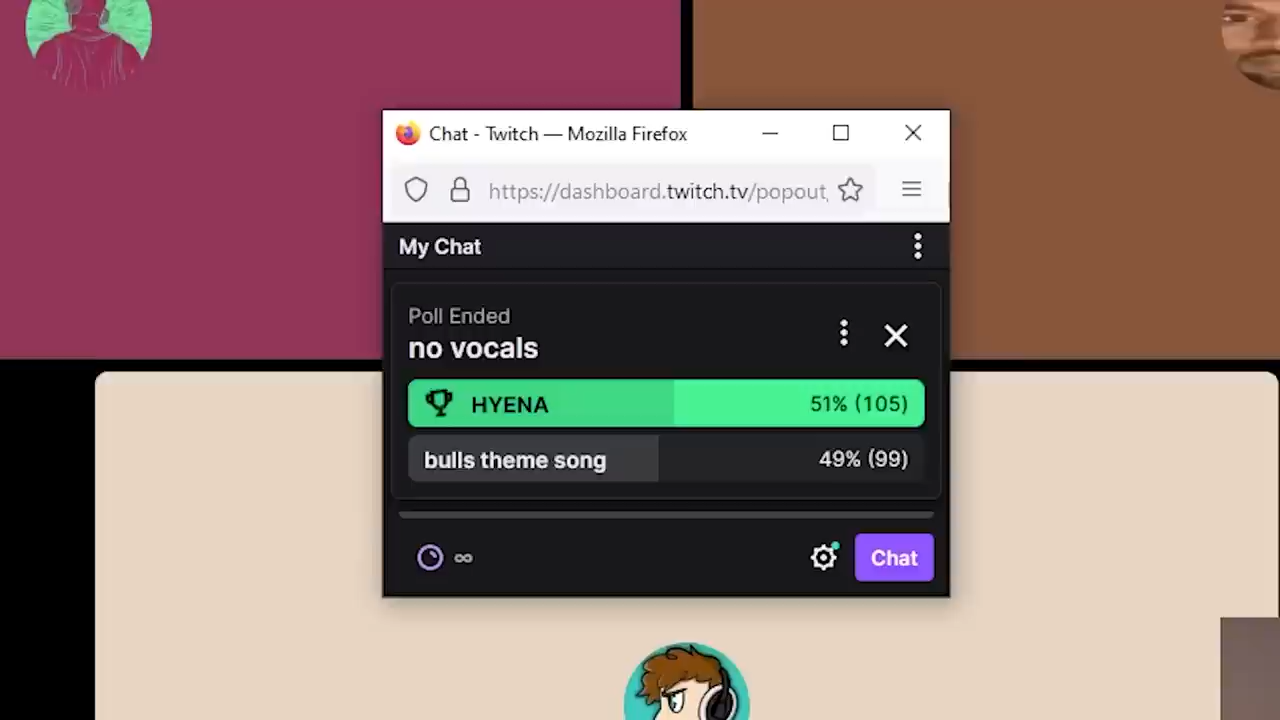 Chat - Twitch — Mozilla Firefox
https://dashboard.twitch.tv/popout
My Chat
Poll Ended
no vocals
HYENA 51% (105)
bulls theme song 49% (99)
∞ Chat